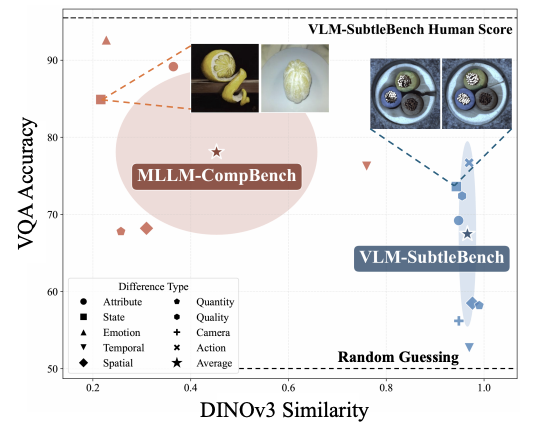 VLM-SubtleBench Human Score
90
80
70
60
50
VQA Accuracy
MLLM-CompBench
VLM-SubtleBench
Difference Type
Attribute
State
Emotion
Temporal
Spatial
Quantity
Quality
Camera
Action
Average
Random Guessing
0.2
0.4
0.6
0.8
1.0
DINOv3 Similarity